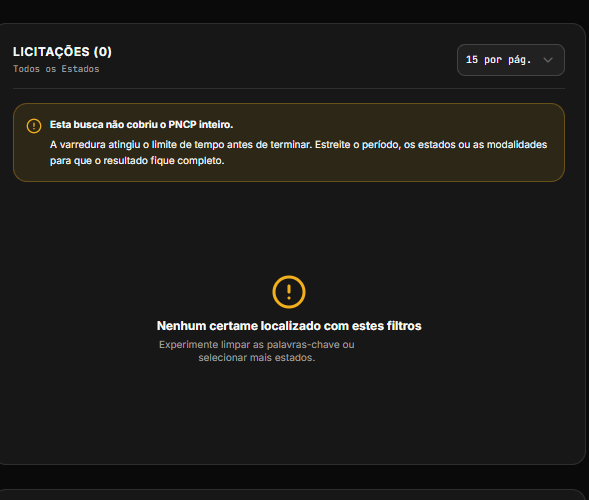 LICITAÇÕES (0)
Todos os Estados
15 por pág.
Esta busca não cobriu o PNCP inteiro.
A varredura atingiu o limite de tempo antes de terminar. Estreite o período, os estados ou as modalidades
para que o resultado fique completo.
Nenhum certame localizado com estes filtros
Experimente limpar as palavras-chave ou
selecionar mais estados.